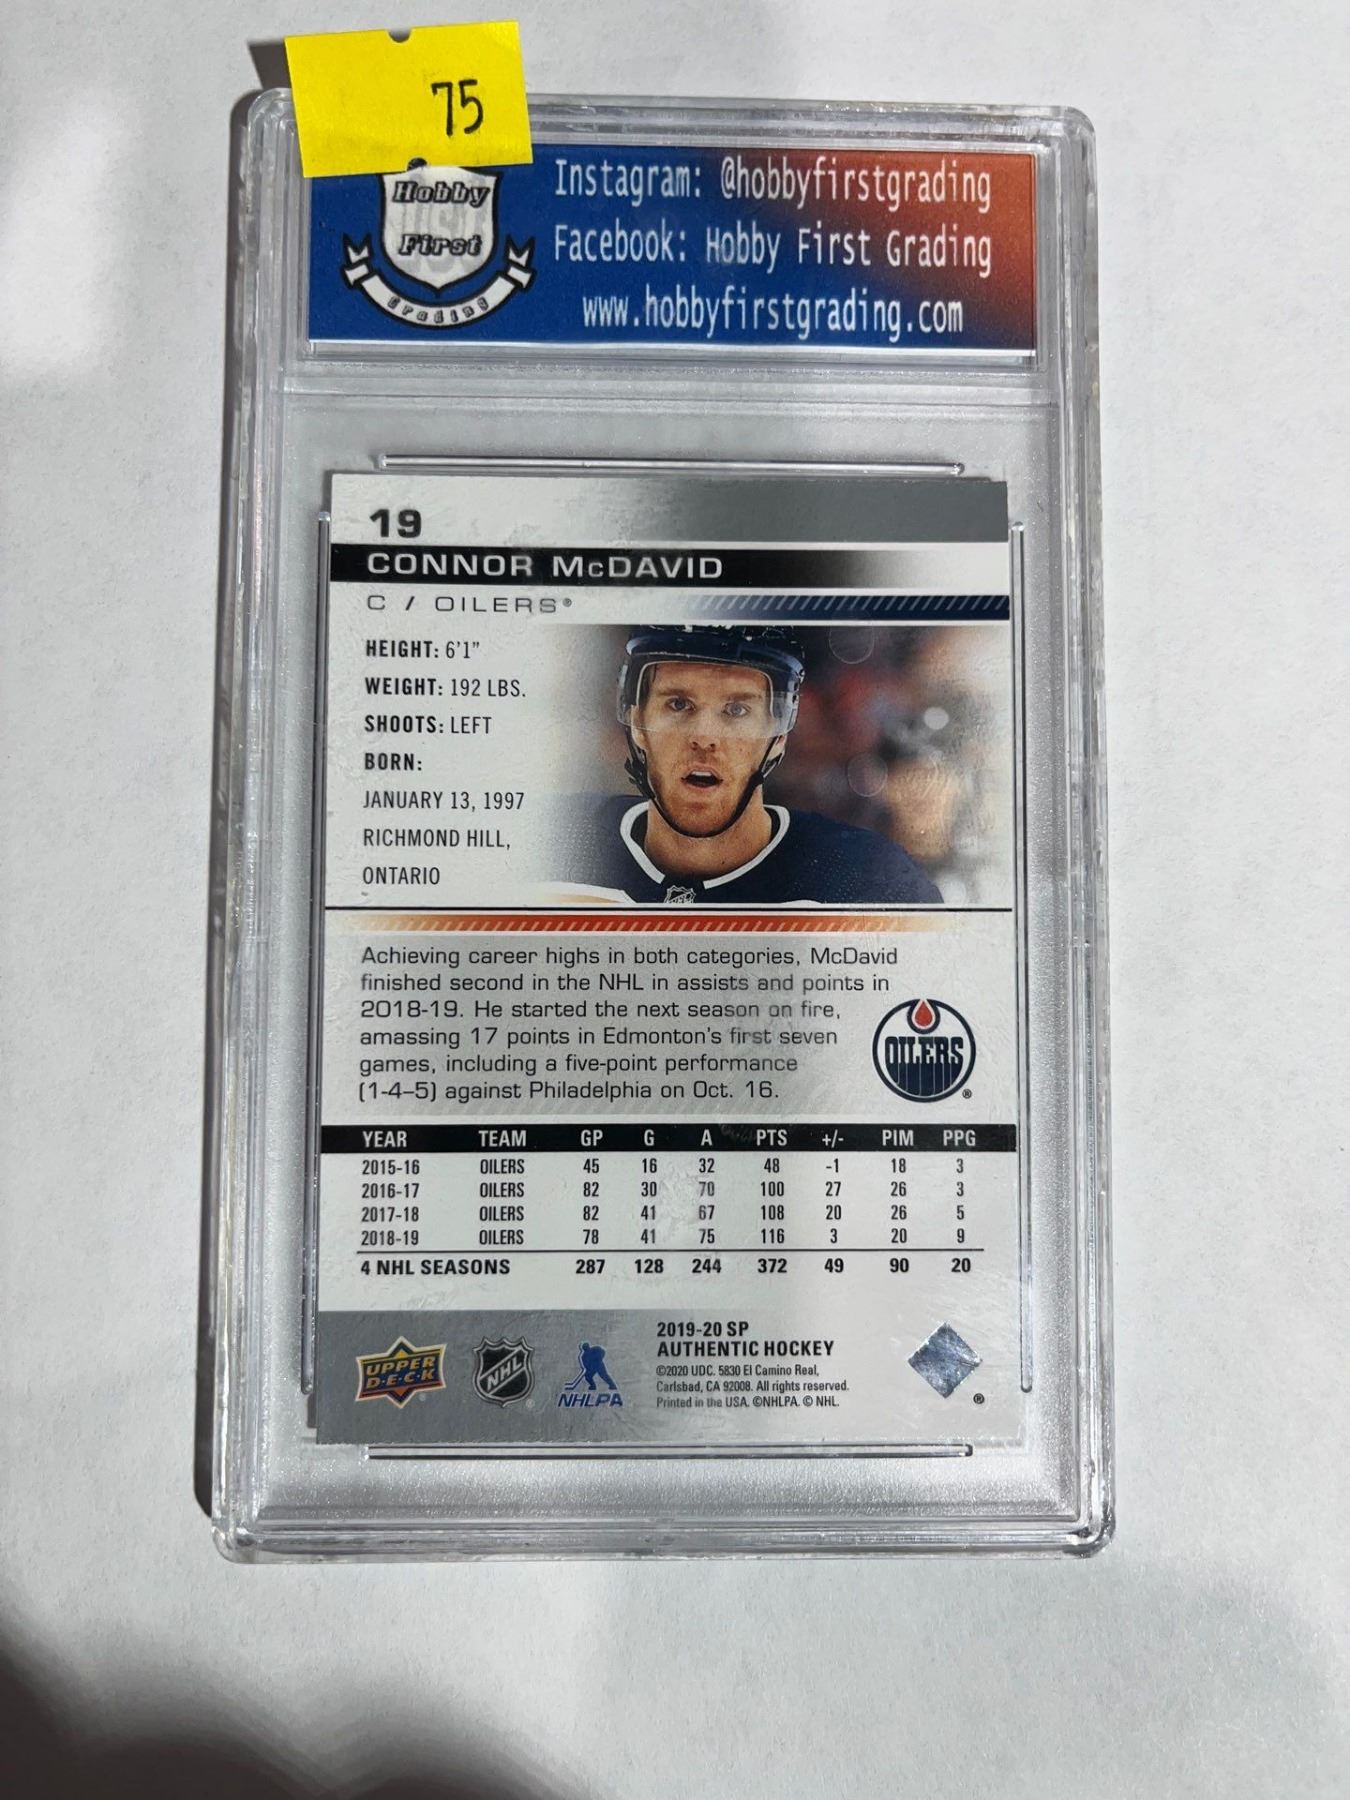 75
Hobby
First
Grading
Instagram: @hobbyfirstgrading
Facebook: Hobby First Grading
www.hobbyfirstgrading.com
19
CONNOR McDAVID
C / OILERS®
HEIGHT: 6'1"
WEIGHT: 192 LBS.
SHOOTS: LEFT
BORN:
JANUARY 13, 1997
RICHMOND HILL,
ONTARIO
Achieving career highs in both categories, McDavid
finished second in the NHL in assists and points in
2018-19. He started the next season on fire,
amassing 17 points in Edmonton's first seven
games, including a five-point performance
(1-4–5) against Philadelphia on Oct. 16.
OILERS
®
YEAR TEAM GP G A PTS +/- PIM PPG
2015-16 OILERS 45 16 32 48 -1 18 3
2016-17 OILERS 82 30 70 100 27 26 3
2017-18 OILERS 82 41 67 108 20 26 5
2018-19 OILERS 78 41 75 116 3 20 9
4 NHL SEASONS 287 128 244 372 49 90 20
UPPER
D·E·C·K
NHL
NHLPA
2019-20 SP
AUTHENTIC HOCKEY
©2020 UDC. 5830 El Camino Real,
Carlsbad, CA 92008. All rights reserved.
Printed in the USA. ©NHLPA. © NHL.
®